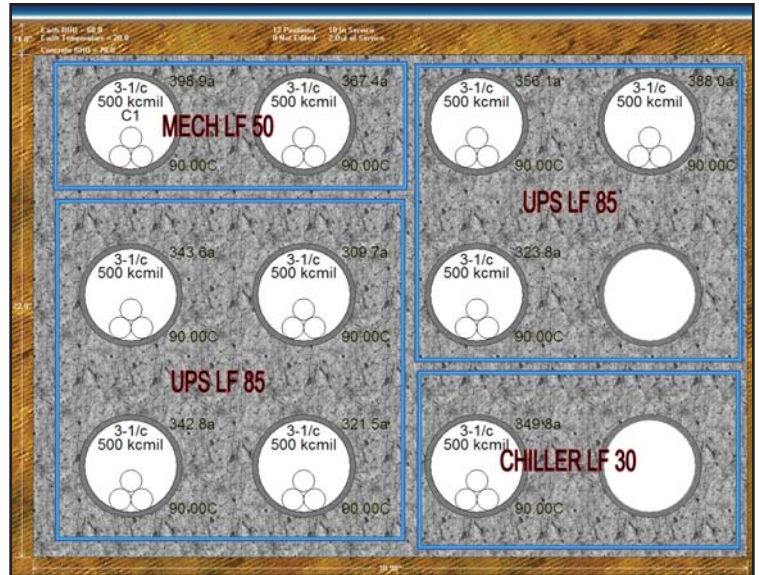 Earth RHO = 60.0
Earth Temperature = 20.0
Concrete RHO = 70.0
12 Positions 10 In Service
0 Not Edited 2 Out of Service
398.9a
3-1/c
500 kcmil
C1
90.00C
367.4a
3-1/c
500 kcmil
90.00C
MECH LF 50
356.1a
3-1/c
500 kcmil
90.00C
388.0a
3-1/c
500 kcmil
90.00C
UPS LF 85
323.8a
3-1/c
500 kcmil
90.00C
343.6a
3-1/c
500 kcmil
90.00C
309.7a
3-1/c
500 kcmil
90.00C
UPS LF 85
342.8a
3-1/c
500 kcmil
90.00C
321.5a
3-1/c
500 kcmil
90.00C
349.8a
3-1/c
500 kcmil
90.00C
CHILLER LF 30